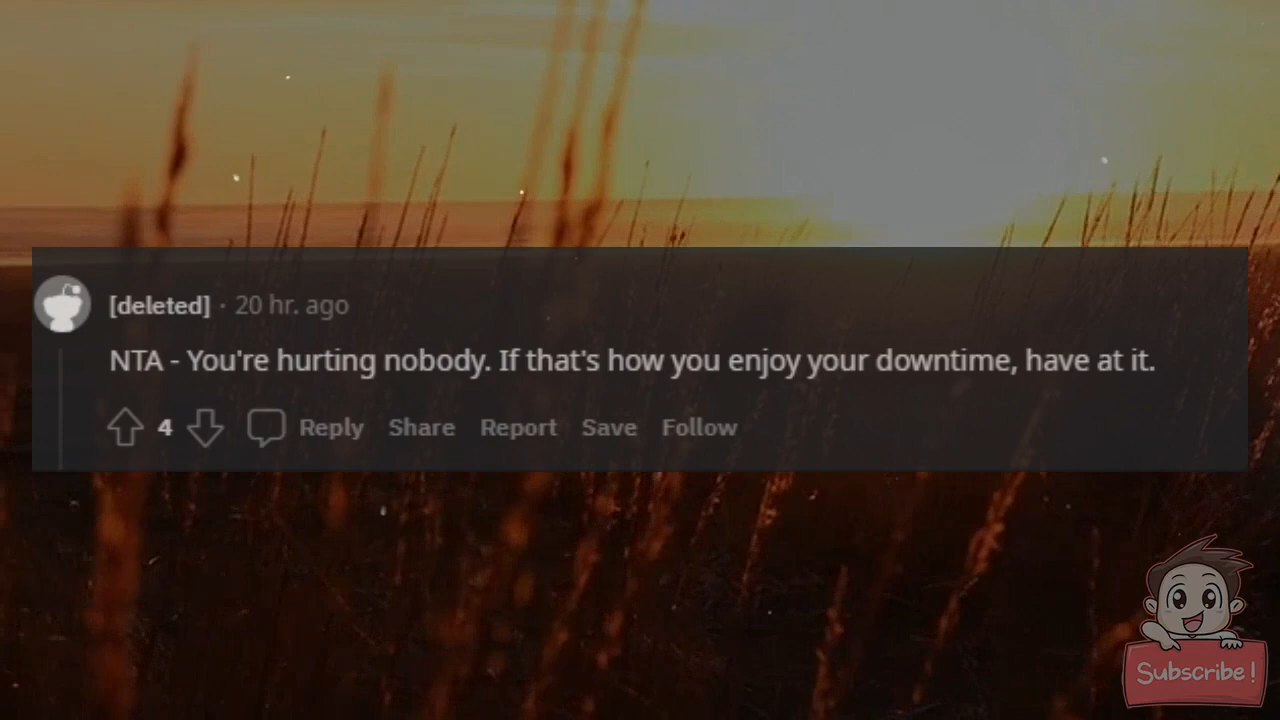 [deleted] · 20 hr. ago
NTA - You're hurting nobody. If that's how you enjoy your downtime, have at it.
4 Reply Share Report Save Follow
Subscribe!